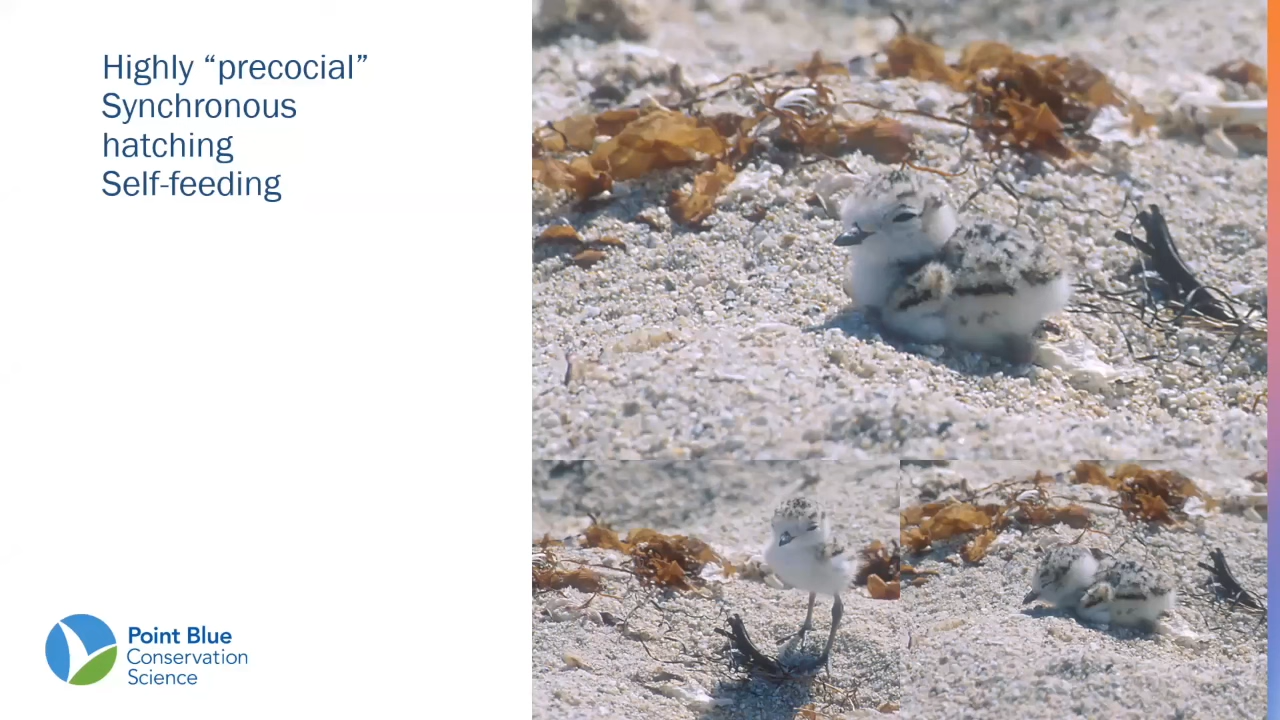 Highly “precocial”
Synchronous
hatching
Self-feeding
Point Blue
Conservation
Science